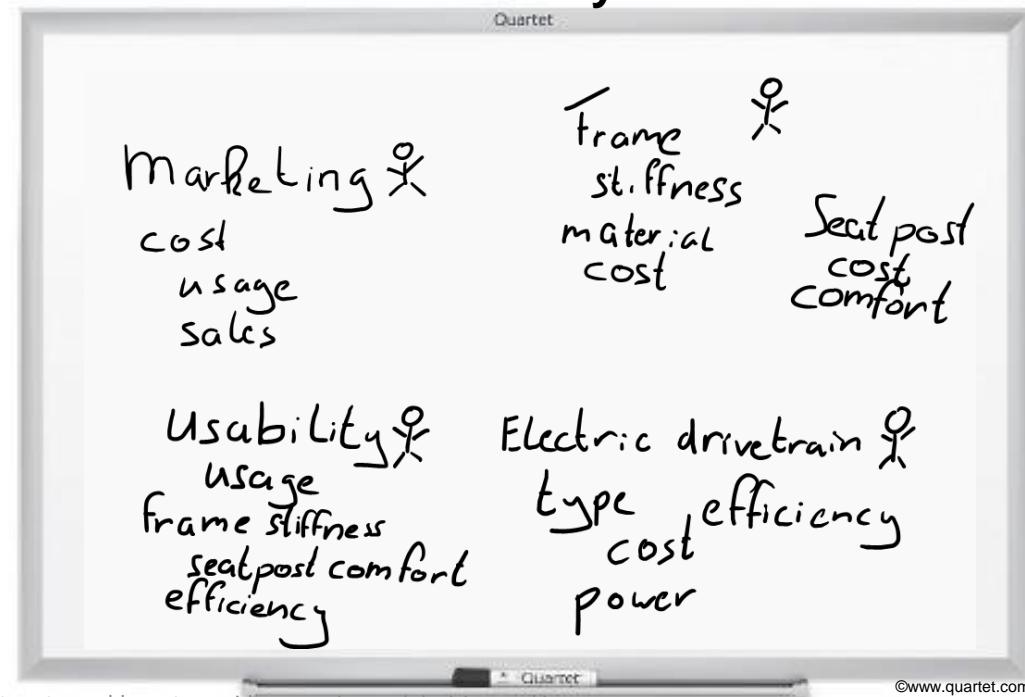 Quartet
Marketing
cost
usage
sales
Frame
stiffness
material
cost
Seat post
cost
comfort
Usability
usage
frame stiffness
seatpost comfort
efficiency
Electric drivetrain
type efficiency
cost
power
Quartet
©www.quartet.com